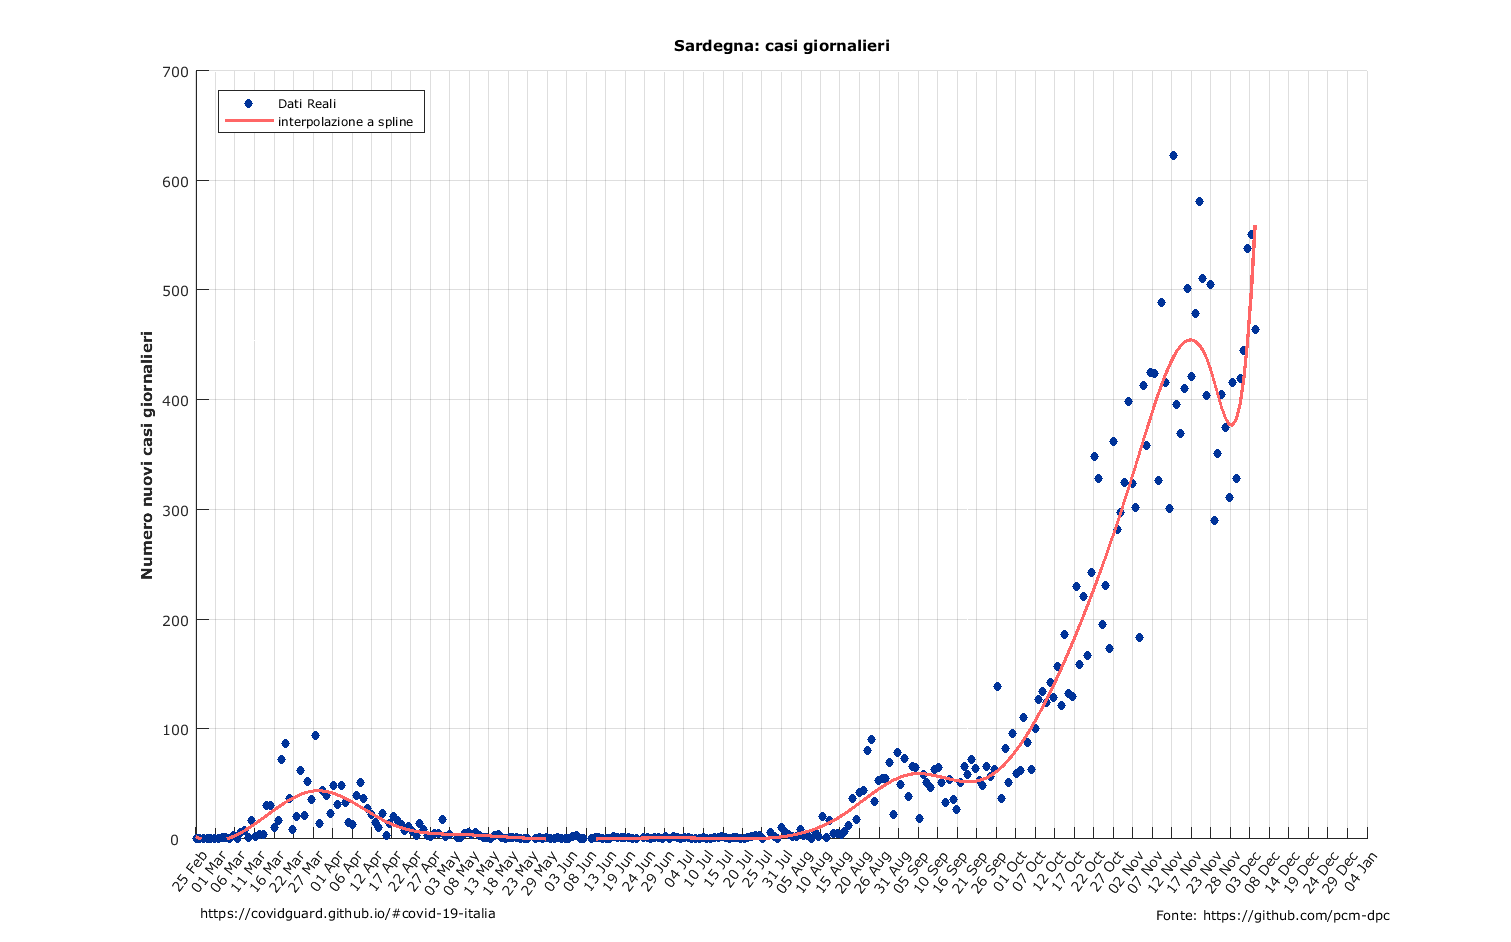 Sardegna: casi giornalieri
Dati Reali
interpolazione a spline
Numero nuovi casi giornalieri
700
600
500
400
300
200
100
0
25 Feb
01 Mar
06 Mar
11 Mar
16 Mar
22 Mar
27 Mar
01 Apr
06 Apr
12 Apr
17 Apr
22 Apr
27 Apr
03 May
08 May
13 May
18 May
23 May
29 May
03 Jun
08 Jun
13 Jun
19 Jun
24 Jun
29 Jun
04 Jul
10 Jul
15 Jul
20 Jul
25 Jul
31 Jul
05 Aug
10 Aug
15 Aug
20 Aug
26 Aug
31 Aug
05 Sep
10 Sep
16 Sep
21 Sep
26 Sep
01 Oct
07 Oct
12 Oct
17 Oct
22 Oct
27 Oct
02 Nov
07 Nov
12 Nov
17 Nov
23 Nov
28 Nov
03 Dec
08 Dec
14 Dec
19 Dec
24 Dec
29 Dec
04 Jan
https://covidguard.github.io/#covid-19-italia
Fonte: https://github.com/pcm-dpc